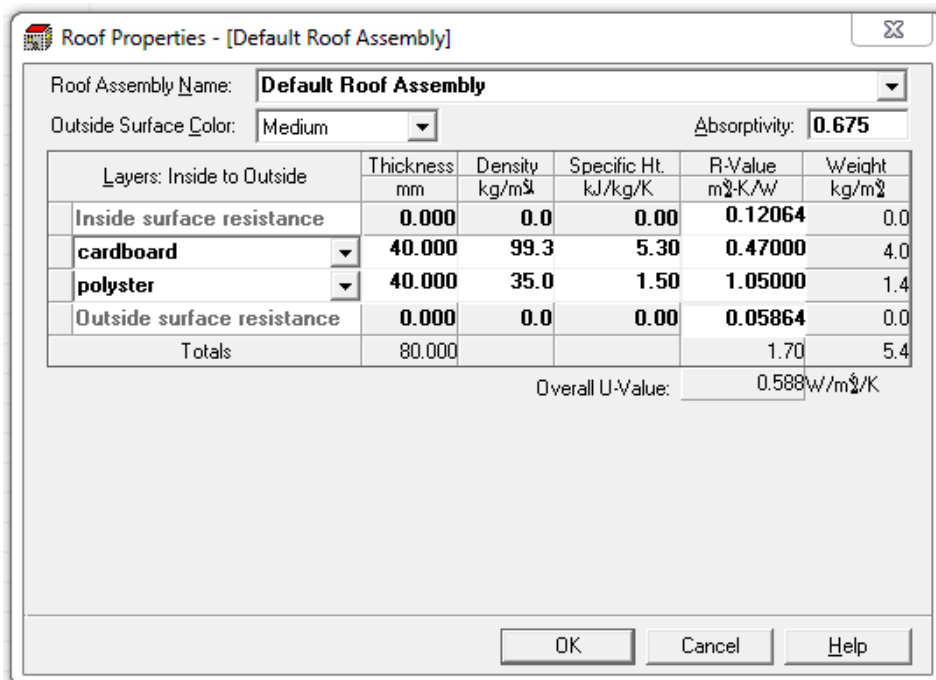 Roof Properties - [Default Roof Assembly]
Roof Assembly Name: Default Roof Assembly
Outside Surface Color: Medium Absorptivity: 0.675
Layers: Inside to Outside Thickness Density Specific Ht. R-Value Weight
mm kg/m³ kJ/kg/K m²-K/W kg/m²
Inside surface resistance 0.000 0.0 0.00 0.12064 0.0
cardboard 40.000 99.3 5.30 0.47000 4.0
polyster 40.000 35.0 1.50 1.05000 1.4
Outside surface resistance 0.000 0.0 0.00 0.05864 0.0
Totals 80.000 1.70 5.4
Overall U-Value: 0.588 W/m²/K
OK Cancel Help